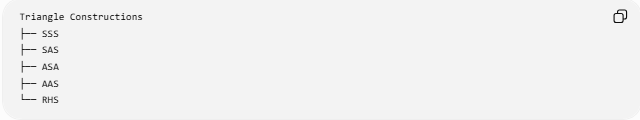 Triangle Constructions
├── SSS
├── SAS
├── ASA
├── AAS
└── RHS